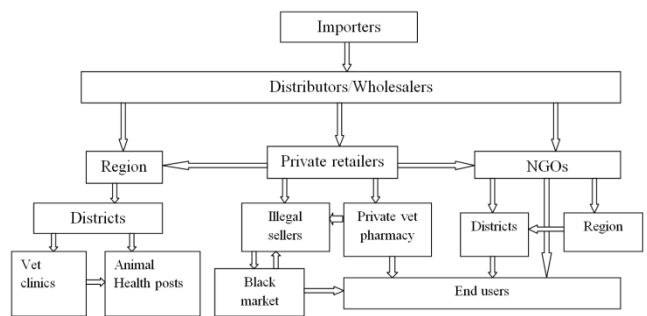 Importers
Distributors/Wholesalers
Region
Private retailers
NGOs
Districts
Illegal
sellers
Private vet
pharmacy
Districts
Region
Vet
clinics
Animal
Health posts
Black
market
End users